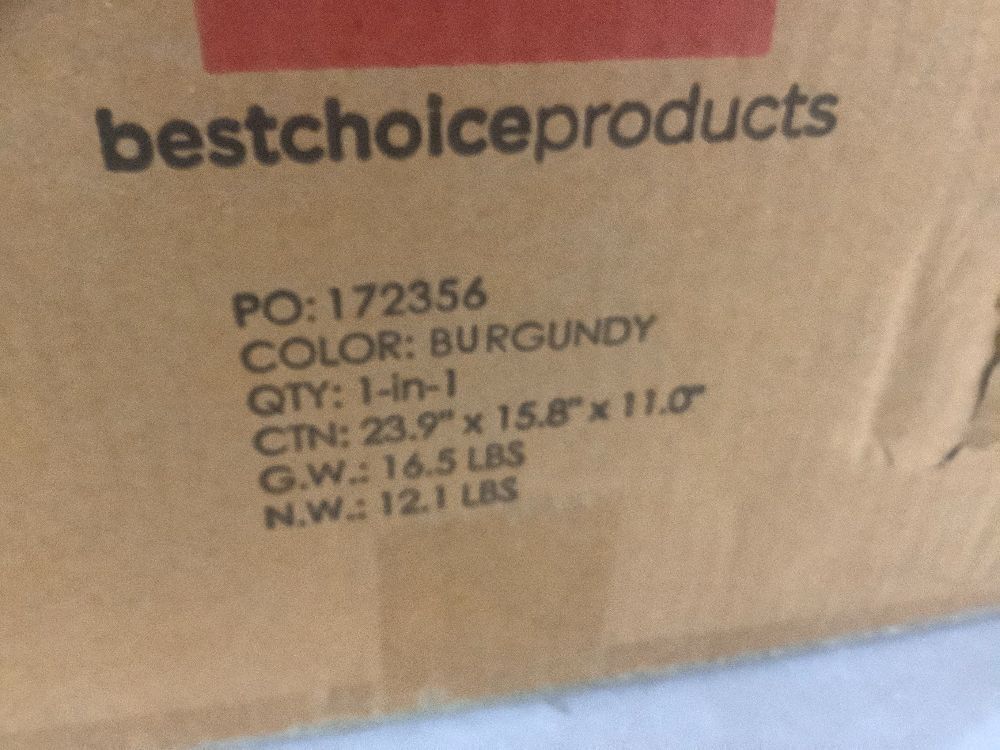 bestchoiceproducts
PO: 172356
COLOR: BURGUNDY
QTY: 1-in-1
CTN: 23.9" x 15.8" x 11.0"
G.W.: 16.5 LBS
N.W.: 12.1 LBS